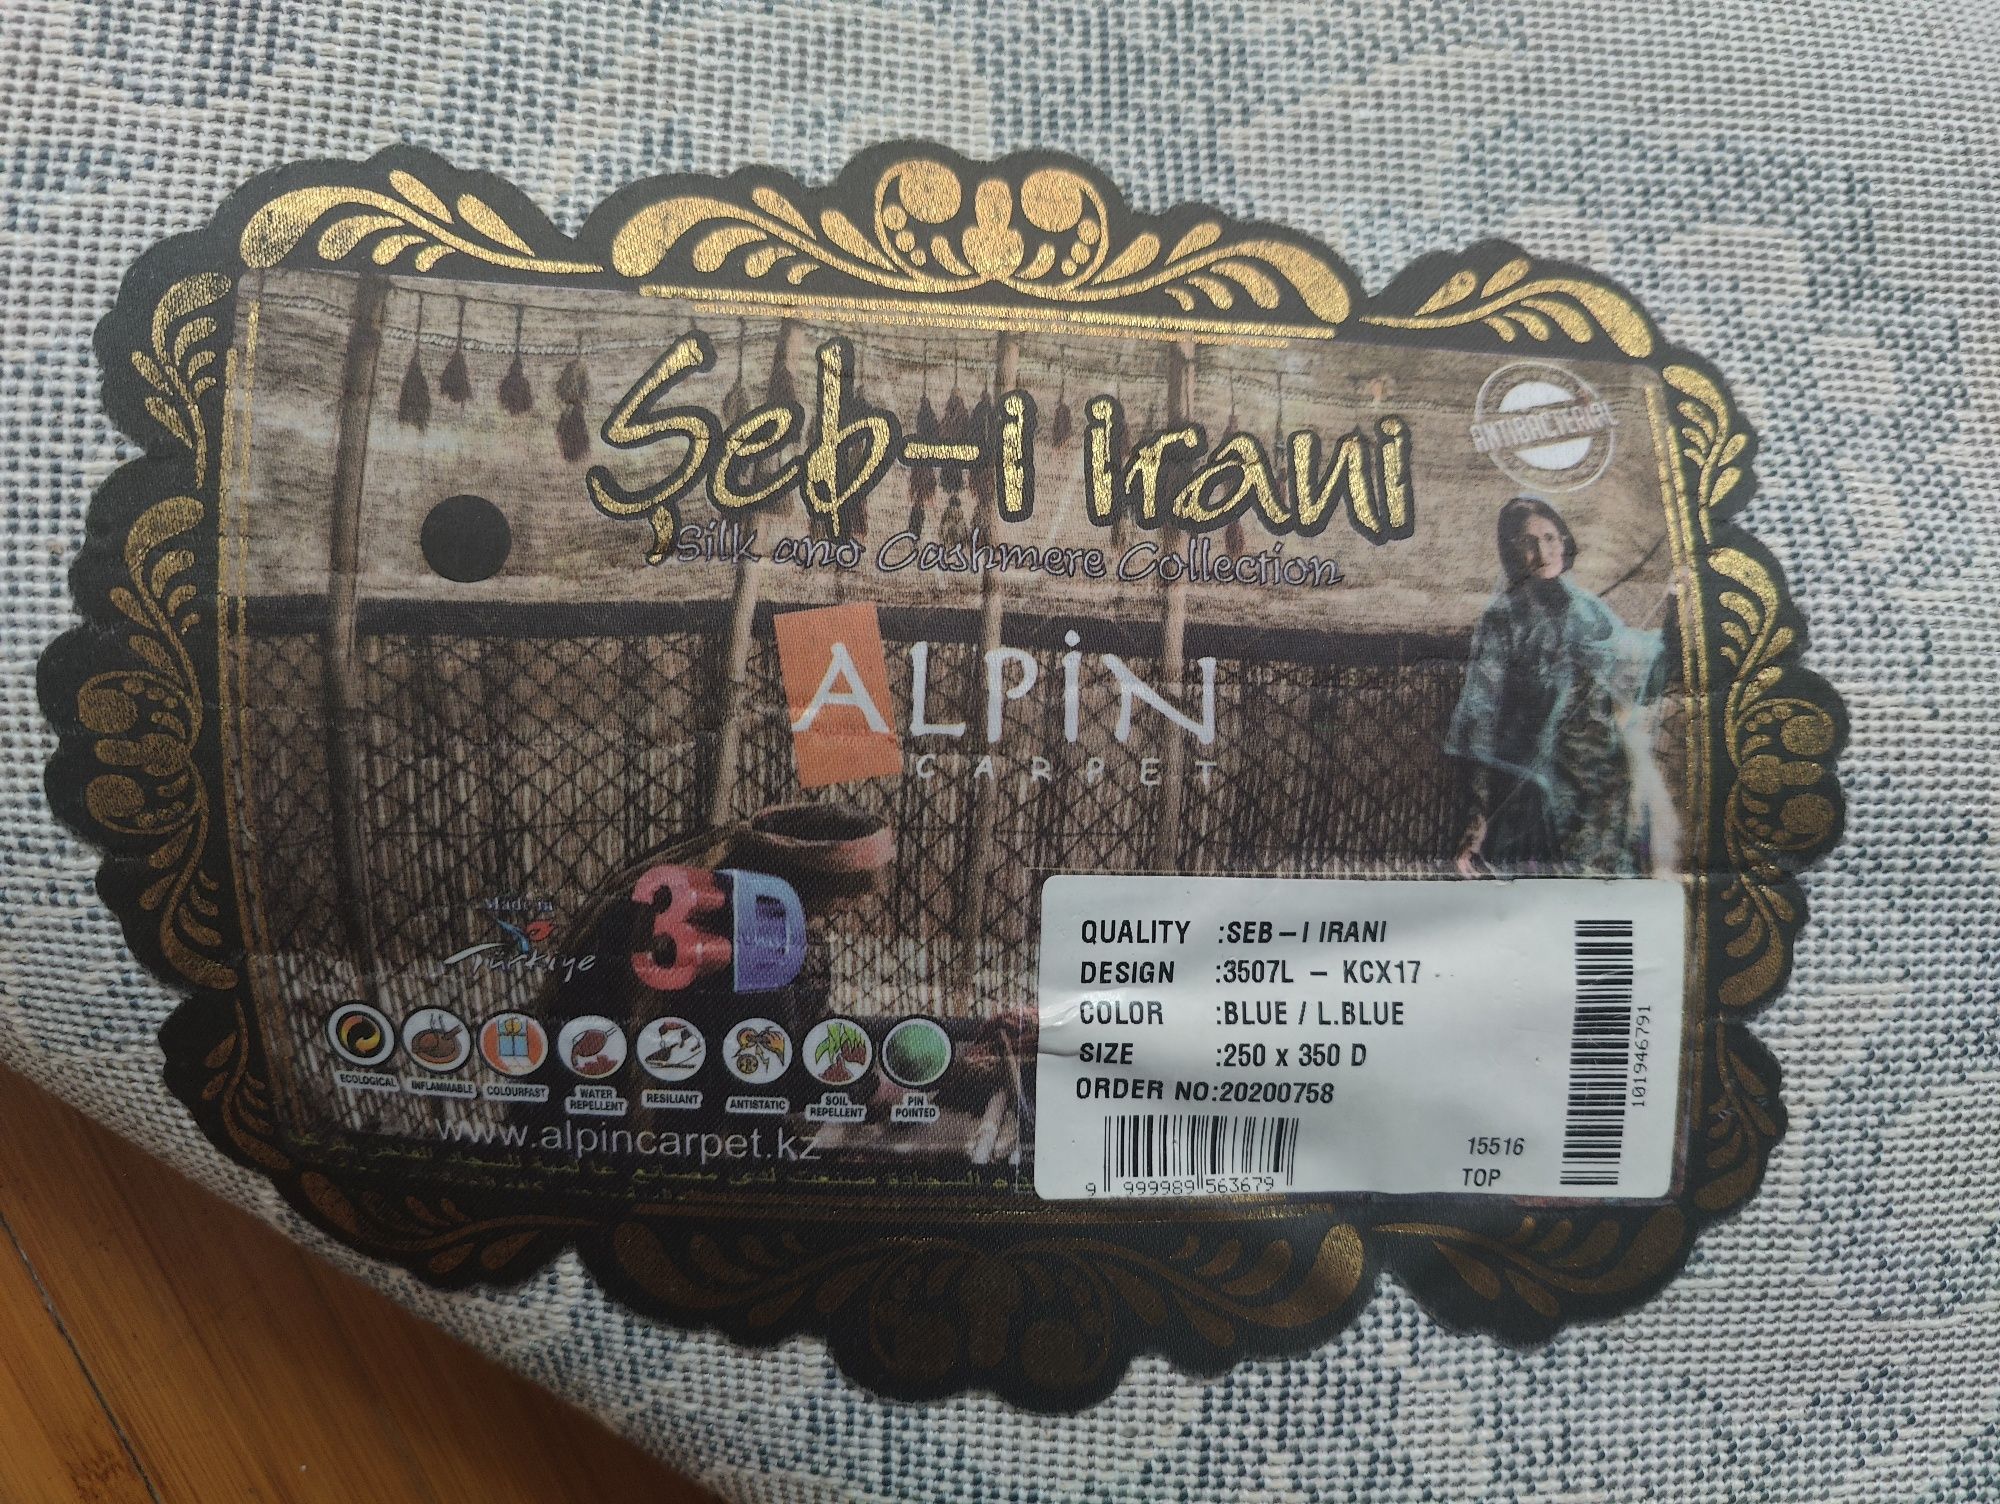 Şeb-i irani
ANTIBACTERIAL
Silk and Cashmere Collection
ALPiN
CARPET
Made in
Türkiye
3D
QUALITY :SEB-I IRANI
DESIGN :3507L - KCX17
COLOR :BLUE / L.BLUE
SIZE :250 x 350 D
ORDER NO:20200758
9 999989 563679
15516
TOP
101946791
ECOLOGICAL
INFLAMMABLE
COLOURFAST
WATER
REPELLENT
RESILIANT
ANTISTATIC
SOIL
REPELLENT
PIN
POINTED
www.alpincarpet.kz